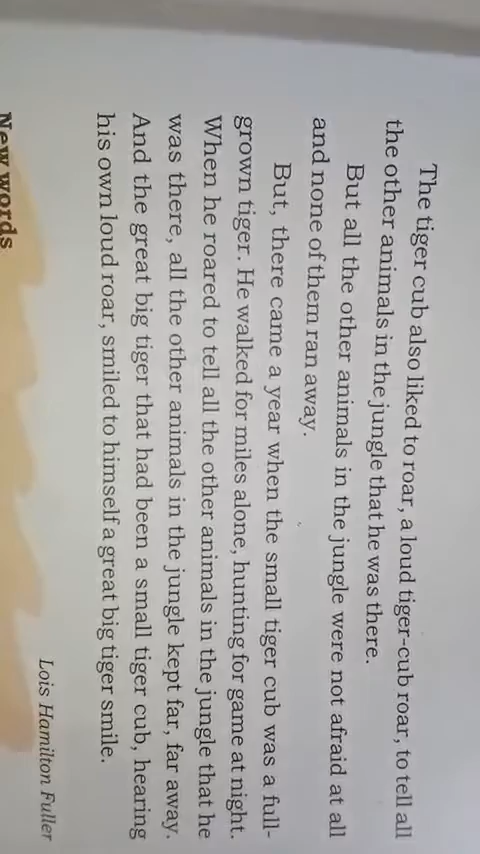 The tiger cub also liked to roar, a loud tiger-cub roar, to tell all
the other animals in the jungle that he was there.
But all the other animals in the jungle were not afraid at all
and none of them ran away.
But, there came a year when the small tiger cub was a full-
grown tiger. He walked for miles alone, hunting for game at night.
When he roared to tell all the other animals in the jungle that he
was there, all the other animals in the jungle kept far, far away.
And the great big tiger that had been a small tiger cub, hearing
his own loud roar, smiled to himself a great big tiger smile.
Lois Hamilton Fuller
New words